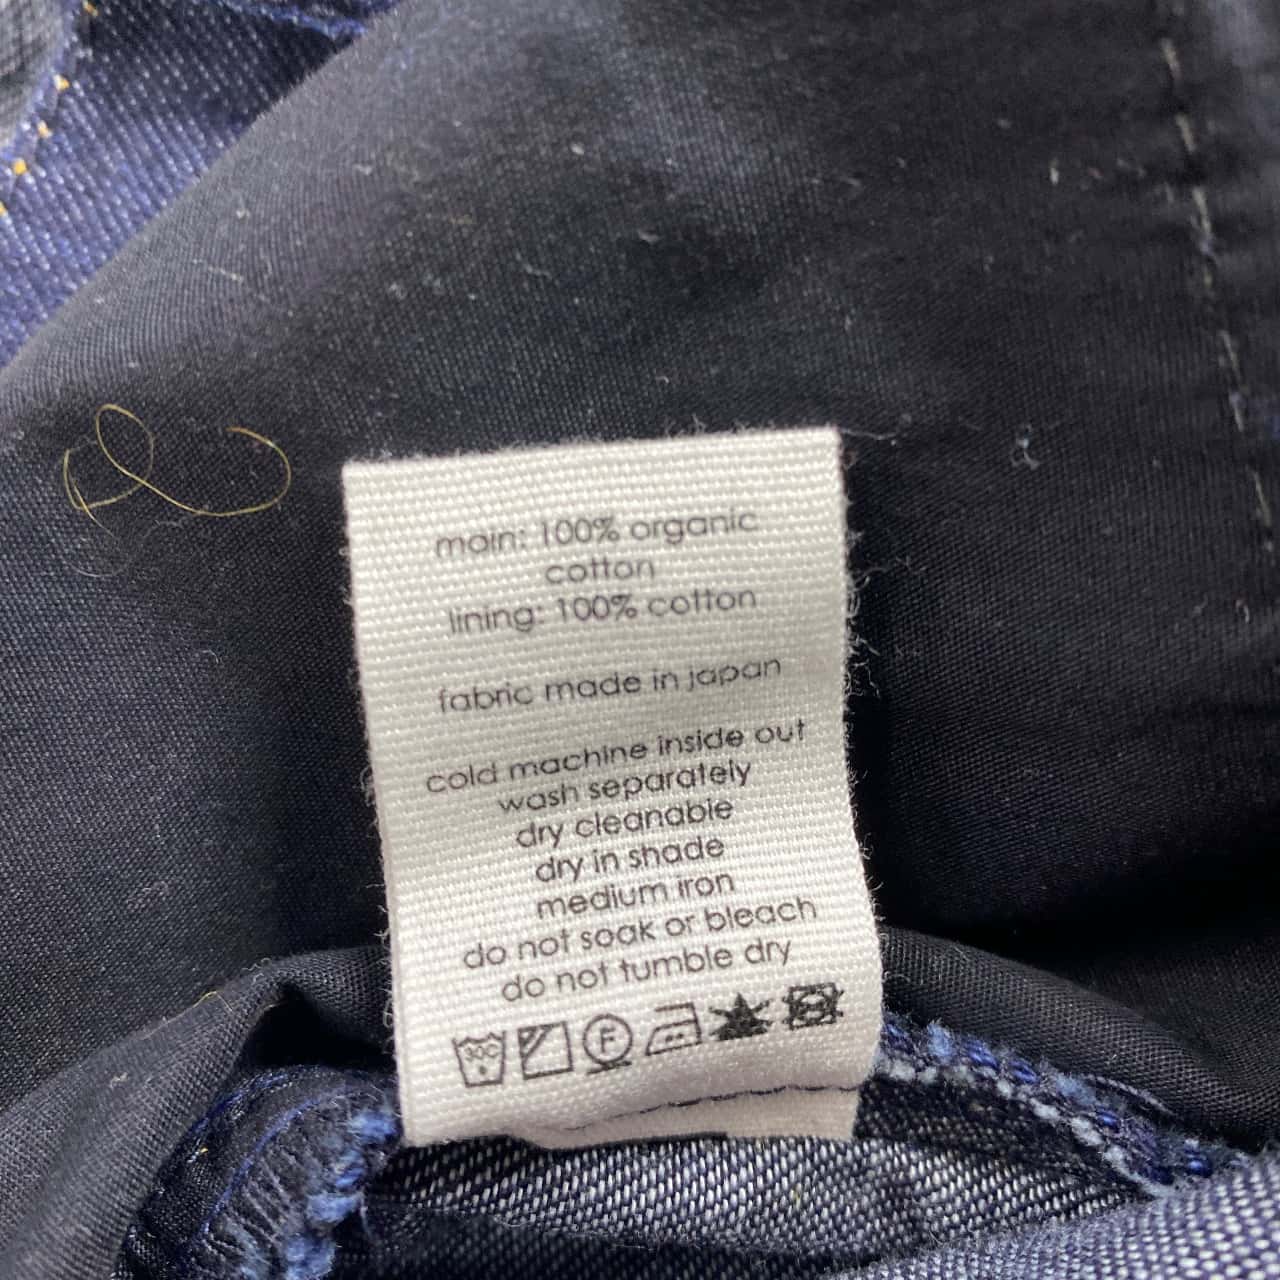 main: 100% organic
cotton
lining: 100% cotton
fabric made in japan
cold machine inside out
wash separately
dry cleanable
dry in shade
medium iron
do not soak or bleach
do not tumble dry
30C F